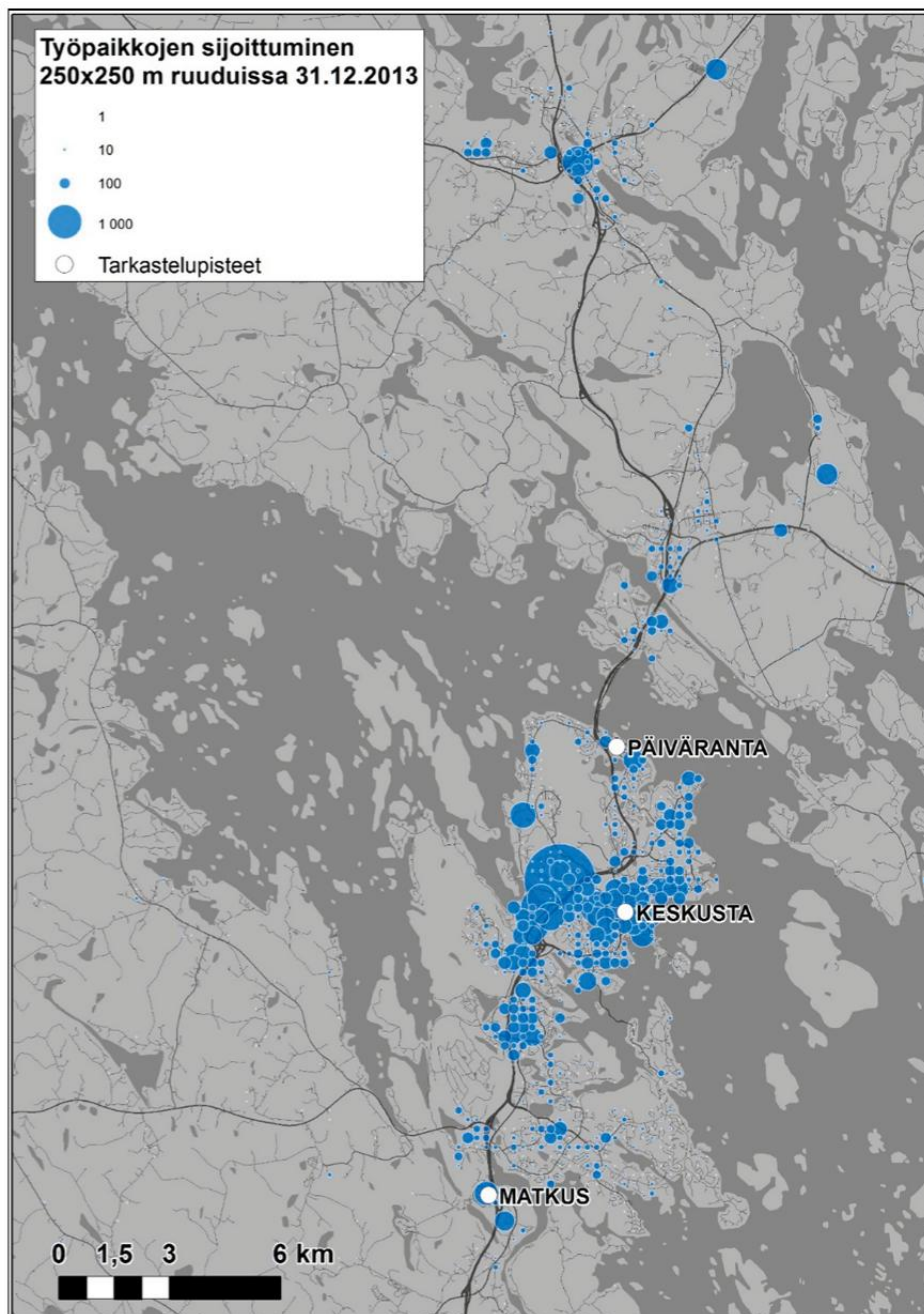 Työpaikkojen sijoittuminen
250x250 m ruuduissa 31.12.2013
1
10
100
1 000
Tarkastelupisteet
PÄIVÄRANTA
KESKUSTA
MATKUS
0 1,5 3 6 km